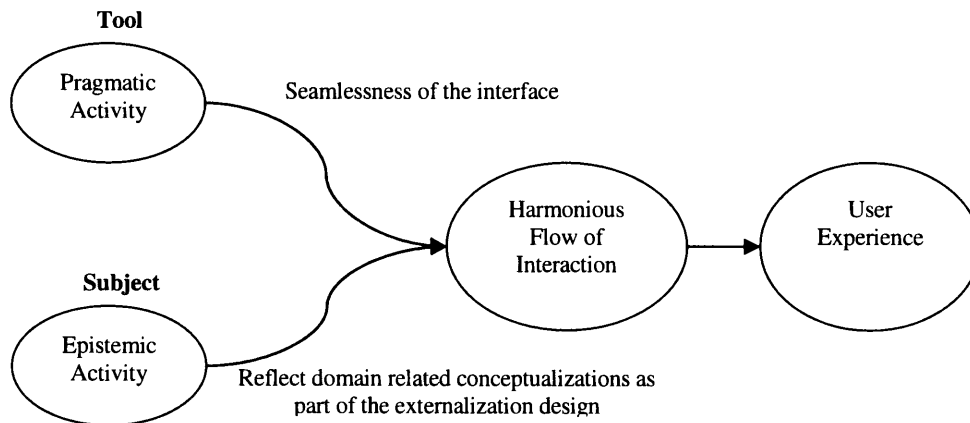 Tool
Pragmatic
Activity
Seamlessness of the interface
Harmonious
Flow of
Interaction
User
Experience
Subject
Epistemic
Activity
Reflect domain related conceptualizations as
part of the externalization design